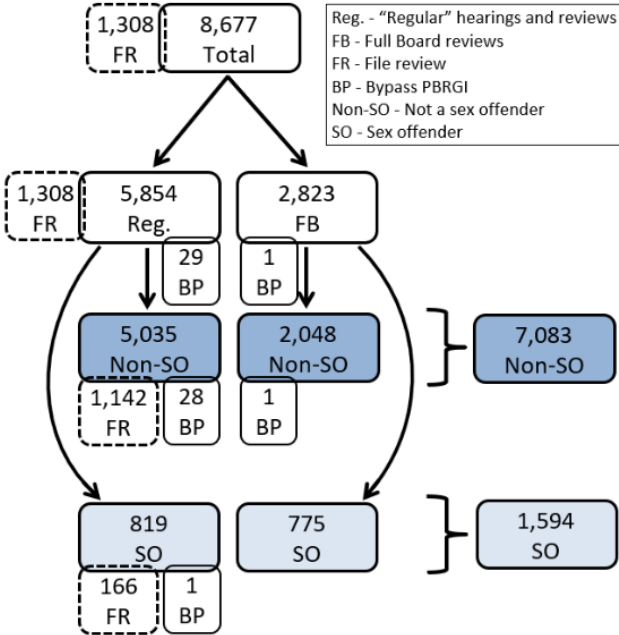 1,308
FR
8,677
Total
Reg. - “Regular” hearings and reviews
FB - Full Board reviews
FR - File review
BP - Bypass PBRGI
Non-SO - Not a sex offender
SO - Sex offender
1,308
FR
5,854
Reg.
2,823
FB
29
BP
1
BP
5,035
Non-SO
2,048
Non-SO
7,083
Non-SO
1,142
FR
28
BP
1
BP
819
SO
775
SO
1,594
SO
166
FR
1
BP